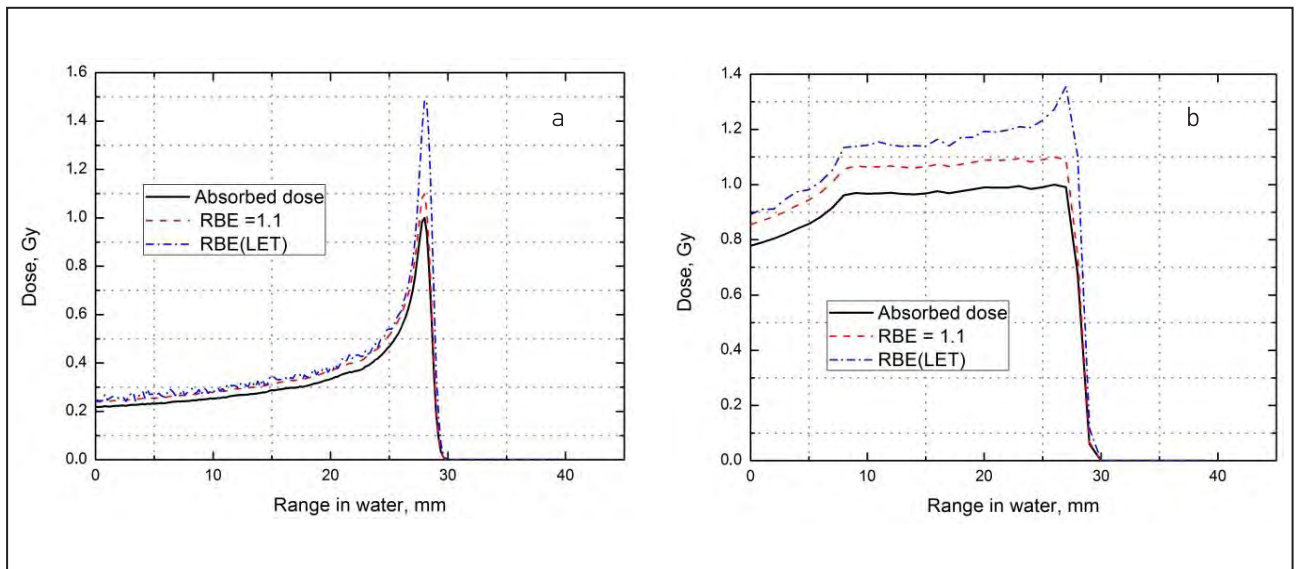 a
1.6
1.4
1.2
1.0
0.8
0.6
0.4
0.2
0.0
Dose, Gy
Absorbed dose
RBE =1.1
RBE(LET)
0 10 20 30 40
Range in water, mm
b
1.4
1.2
1.0
0.8
0.6
0.4
0.2
0.0
Dose, Gy
Absorbed dose
RBE = 1.1
RBE(LET)
0 10 20 30 40
Range in water, mm